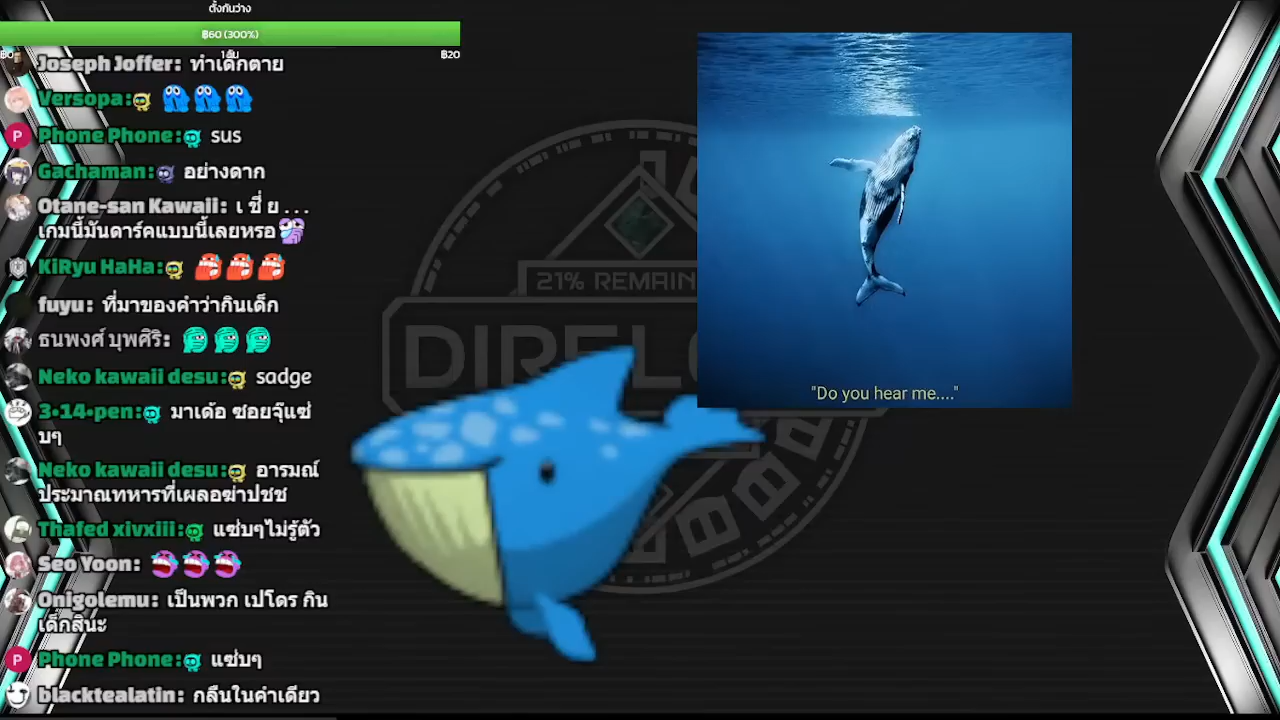 ตั้งกันว่าง
฿60 (300%)
฿0
฿20
Joseph Joffer: ทำเด็กตาย
Versopa:
Phone Phone: sus
Gachaman: อย่างดาก
Otane-san Kawaii: เ ชี่ ย ...
เกมนี้มันดาร์คแบบนี้เลยหรอ
KiRyu HaHa:
fuyu: ที่มาของคำว่ากินเด็ก
ธนพงศ์ บุพศิริ:
Neko kawaii desu: sadge
3•14•pen: มาเด้อ ซอยจุ๊แซ่
บๆ
Neko kawaii desu: อารมณ์
ประมาณทหารที่เผลอฆ่าปชช
Thafed xivxiii: แซ่บๆไม่รู้ตัว
Seo Yoon:
Onigolemu: เป็นพวก เปโดร กิน
เด็กสินะ
Phone Phone: แซ่บๆ
blacktealatin: กลืนในคำเดียว
21% REMAIN
"Do you hear me...."